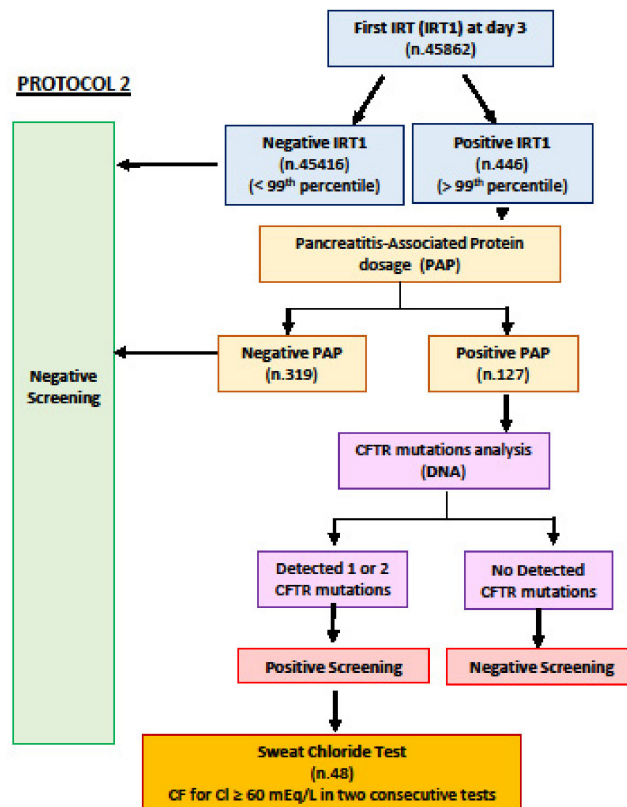 First IRT (IRT1) at day 3
(n.45862)
PROTOCOL 2
Negative IRT1
(n.45416)
(< 99th percentile)
Positive IRT1
(n.446)
(> 99th percentile)
Pancreatitis-Associated Protein
dosage (PAP)
Negative PAP
(n.319)
Positive PAP
(n.127)
Negative
Screening
CFTR mutations analysis
(DNA)
Detected 1 or 2
CFTR mutations
No Detected
CFTR mutations
Positive Screening
Negative Screening
Sweat Chloride Test
(n.48)
CF for Cl ≥ 60 mEq/L in two consecutive tests